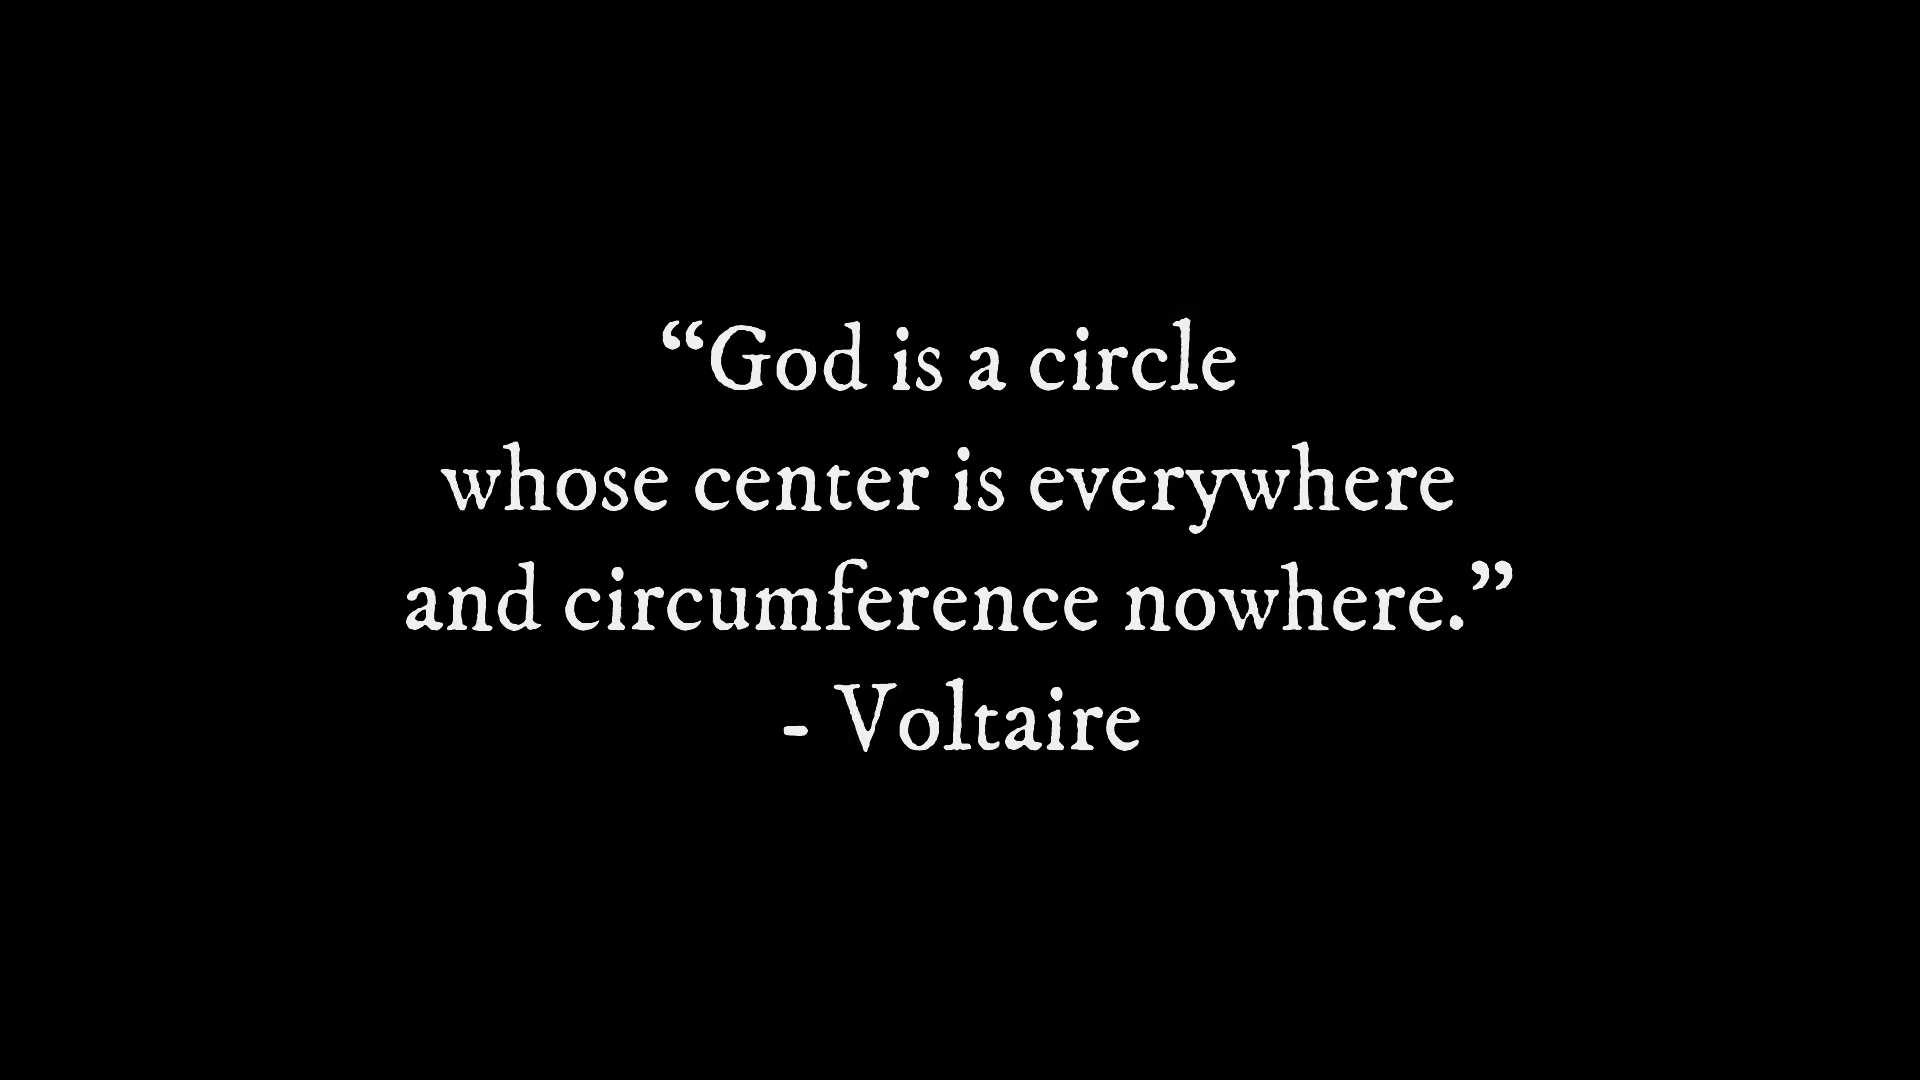 “God is a circle
whose center is everywhere
and circumference nowhere.”
- Voltaire